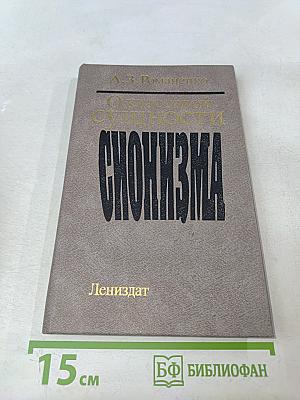 А.З.Романенко
О классовой
СУЩНОСТИ
СИОНИЗМА
Лениздат
15 см
БФ БИБЛИОФАН